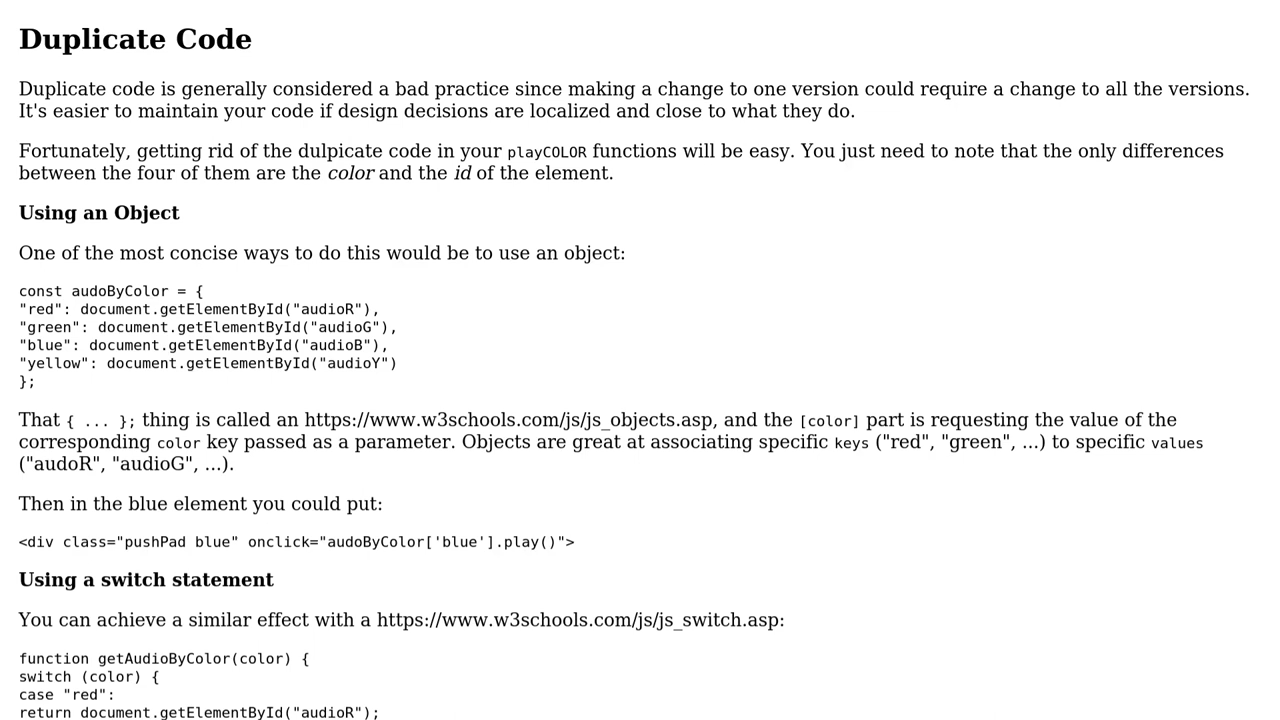 Duplicate Code
Duplicate code is generally considered a bad practice since making a change to one version could require a change to all the versions.
It's easier to maintain your code if design decisions are localized and close to what they do.
Fortunately, getting rid of the dulpicate code in your playCOLOR functions will be easy. You just need to note that the only differences
between the four of them are the color and the id of the element.
Using an Object
One of the most concise ways to do this would be to use an object:
const audoByColor = {
"red": document.getElementById("audioR"),
"green": document.getElementById("audioG"),
"blue": document.getElementById("audioB"),
"yellow": document.getElementById("audioY")
};
That { ... }; thing is called an https://www.w3schools.com/js/js_objects.asp, and the [color] part is requesting the value of the
corresponding color key passed as a parameter. Objects are great at associating specific keys ("red", "green", ...) to specific values
("audoR", "audioG", ...).
Then in the blue element you could put:
<div class="pushPad blue" onclick="audoByColor['blue'].play()">
Using a switch statement
You can achieve a similar effect with a https://www.w3schools.com/js/js_switch.asp:
function getAudioByColor(color) {
switch (color) {
case "red":
return document.getElementById("audioR");